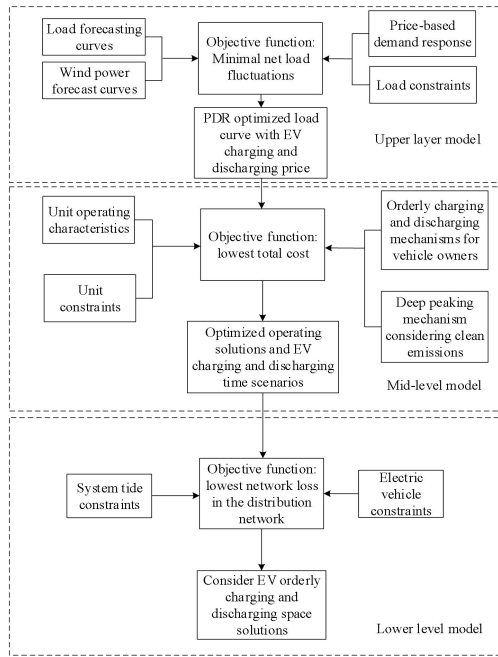 Load forecasting
curves
Wind power
forecast curves
Objective function:
Minimal net load
fluctuations
Price-based
demand response
Load constraints
PDR optimized load
curve with EV
charging and
discharging price
Upper layer model
Unit operating
characteristics
Unit
constraints
Objective function:
lowest total cost
Orderly charging
and discharging
mechanisms for
vehicle owners
Deep peaking
mechanism
considering clean
emissions
Optimized operating
solutions and EV
charging and
discharging
time scenarios
Mid-level model
System tide
constraints
Objective function:
lowest network loss
in the distribution
network
Electric
vehicle
constraints
Consider EV orderly
charging and
discharging space
solutions
Lower level model